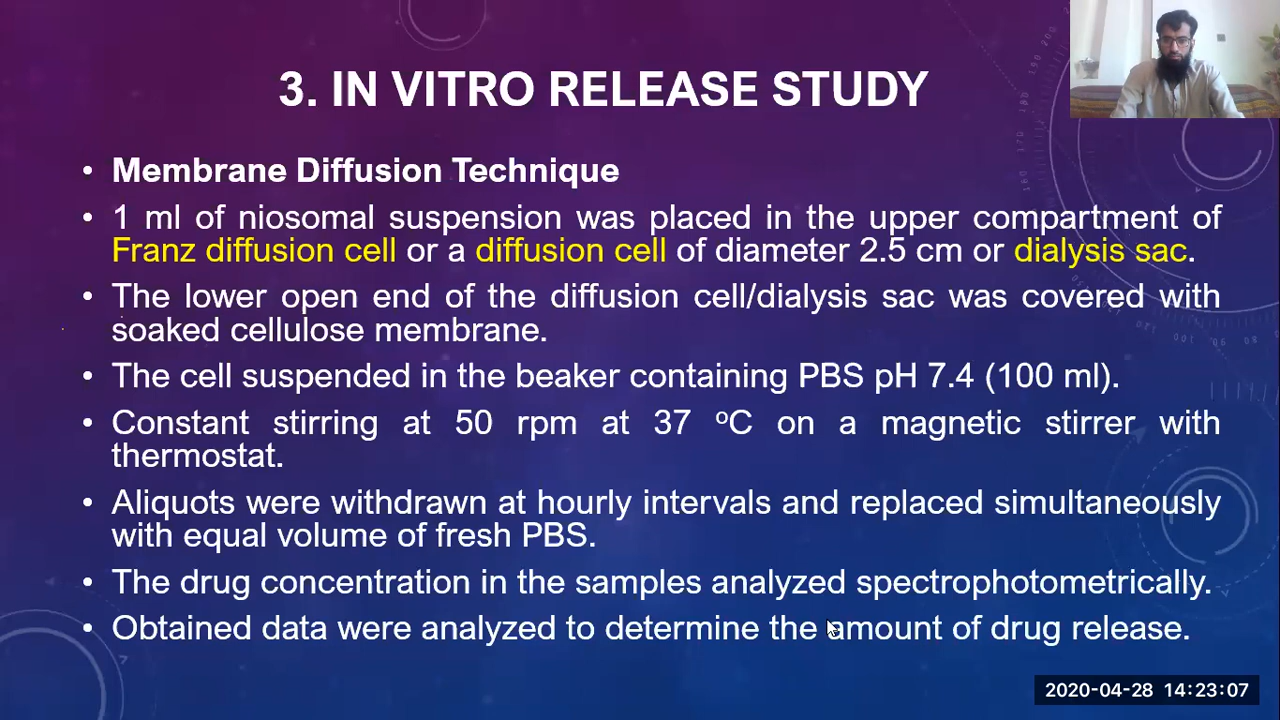 3. IN VITRO RELEASE STUDY
• Membrane Diffusion Technique
• 1 ml of niosomal suspension was placed in the upper compartment of
Franz diffusion cell or a diffusion cell of diameter 2.5 cm or dialysis sac.
• The lower open end of the diffusion cell/dialysis sac was covered with
soaked cellulose membrane.
• The cell suspended in the beaker containing PBS pH 7.4 (100 ml).
• Constant stirring at 50 rpm at 37 ºC on a magnetic stirrer with
thermostat.
• Aliquots were withdrawn at hourly intervals and replaced simultaneously
with equal volume of fresh PBS.
• The drug concentration in the samples analyzed spectrophotometrically.
• Obtained data were analyzed to determine the amount of drug release.
2020-04-28 14:23:07